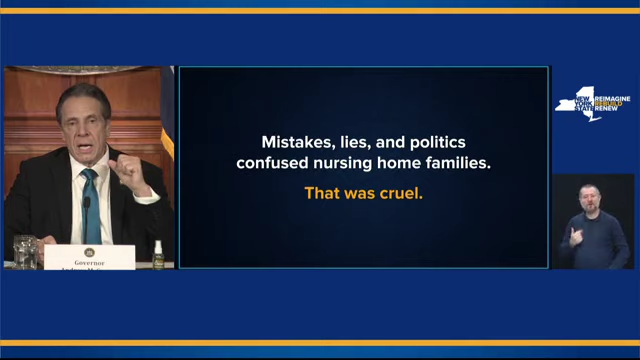 Mistakes, lies, and politics
confused nursing home families.
That was cruel.
NEW
YORK
STATE
REIMAGINE
REBUILD
RENEW
Governor